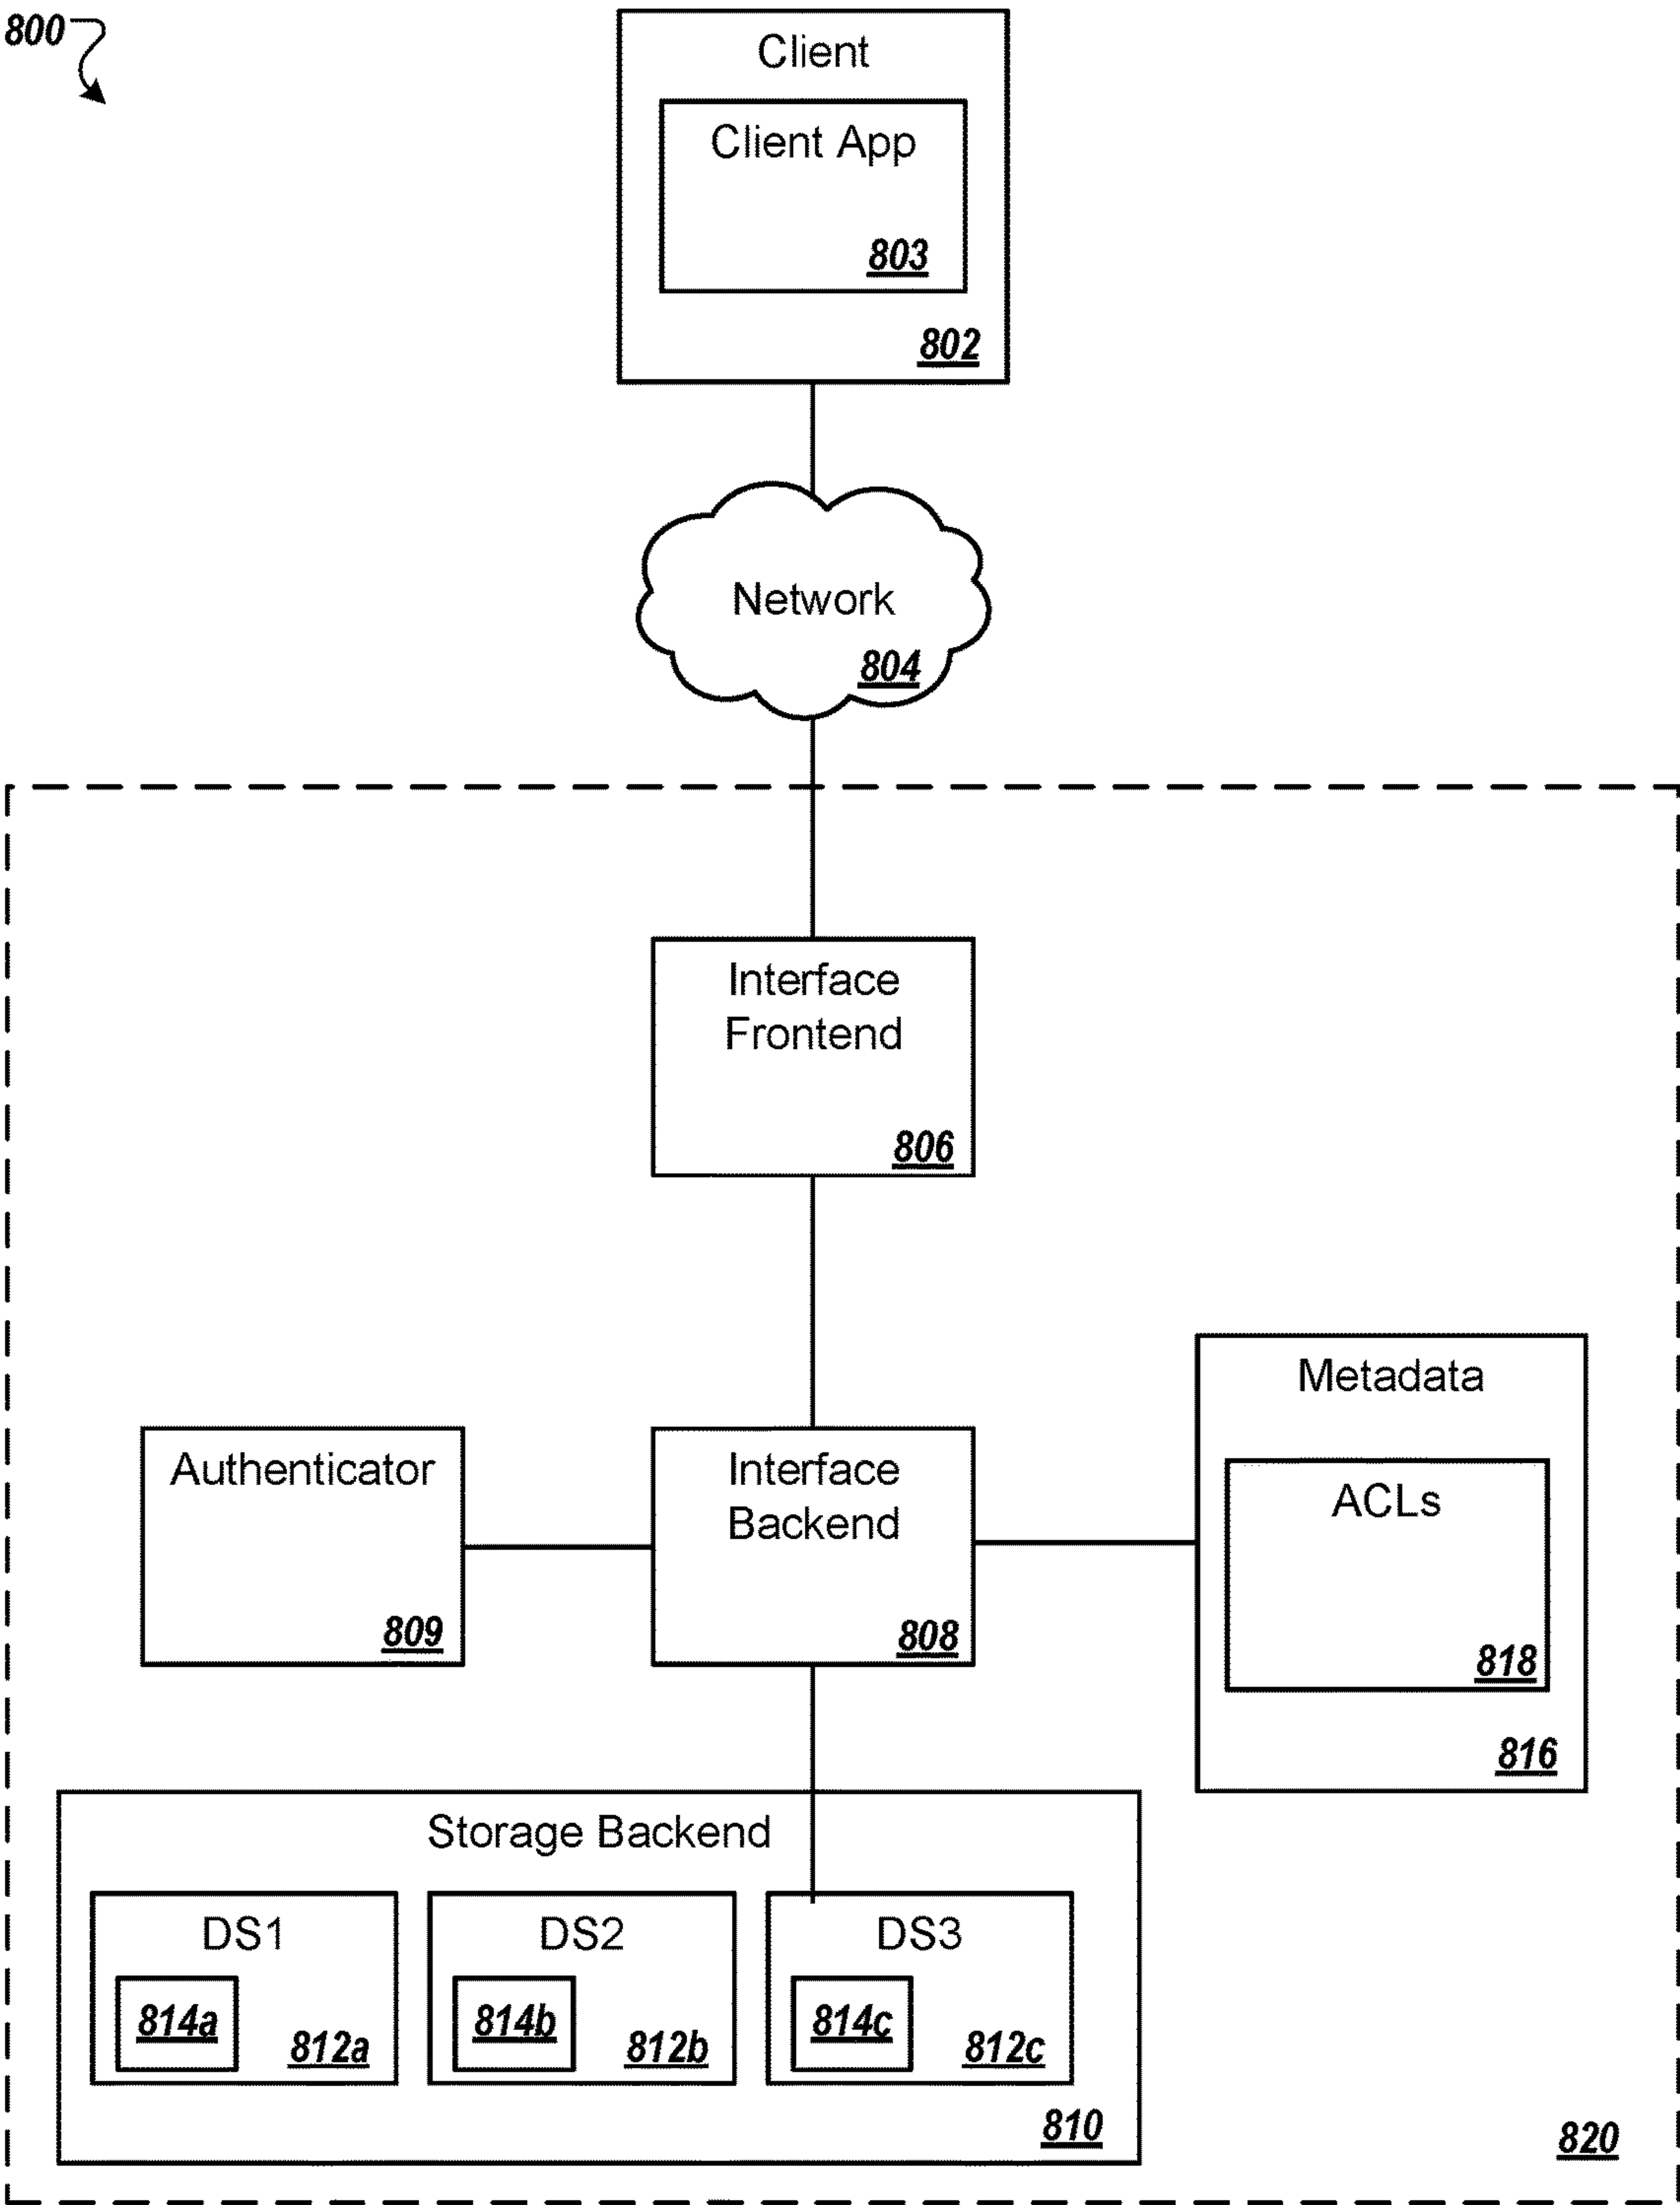 800
Client
Client App
803
802
Network
804
Interface
Frontend
806
Metadata
Authenticator
Interface
Backend
ACLs
809
808
818
816
Storage Backend
DS1
DS2
DS3
814a
812a
814b
812b
814c
812c
810
820